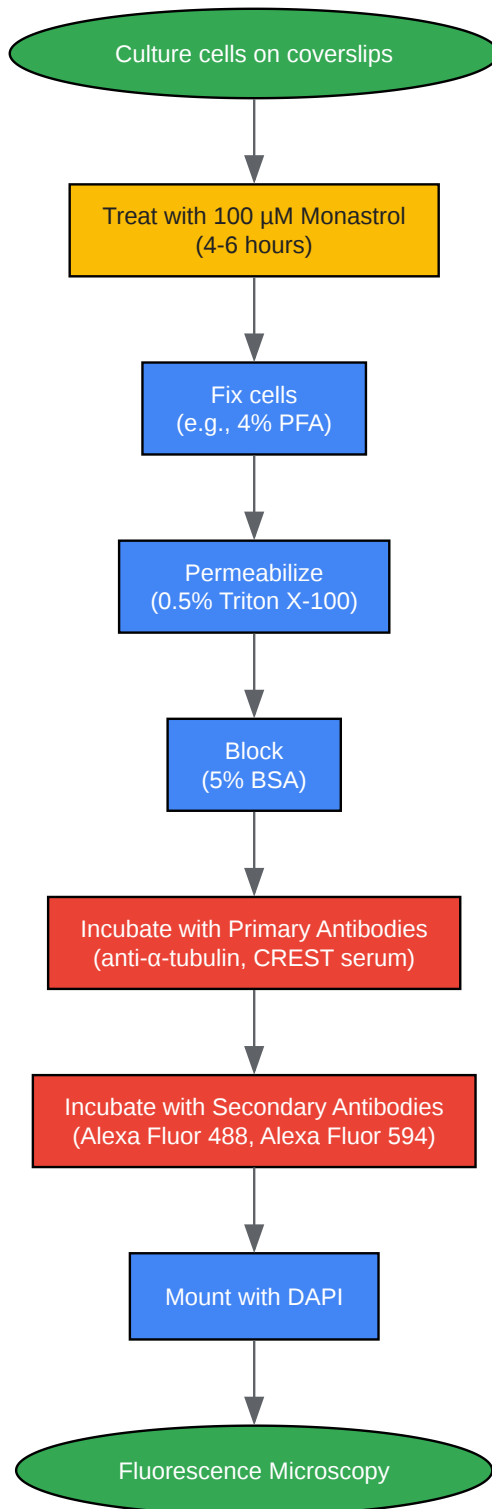 Culture cells on coverslips
Treat with 100 µM Monastrol
(4-6 hours)
Fix cells
(e.g., 4% PFA)
Permeabilize
(0.5% Triton X-100)
Block
(5% BSA)
Incubate with Primary Antibodies
(anti-α-tubulin, CREST serum)
Incubate with Secondary Antibodies
(Alexa Fluor 488, Alexa Fluor 594)
Mount with DAPI
Fluorescence Microscopy